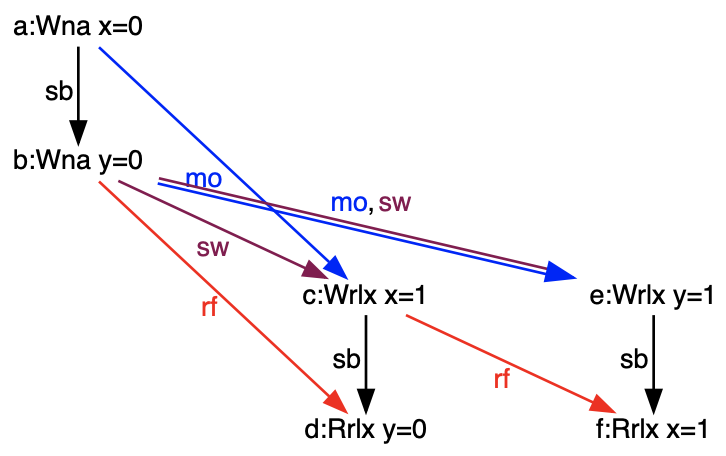 a:Wna x=0
sb
b:Wna y=0
mo
mo,sw
sw
c:Wrlx x=1
e:Wrlx y=1
rf
sb
rf
sb
d:Rrlx y=0
f:Rrlx x=1